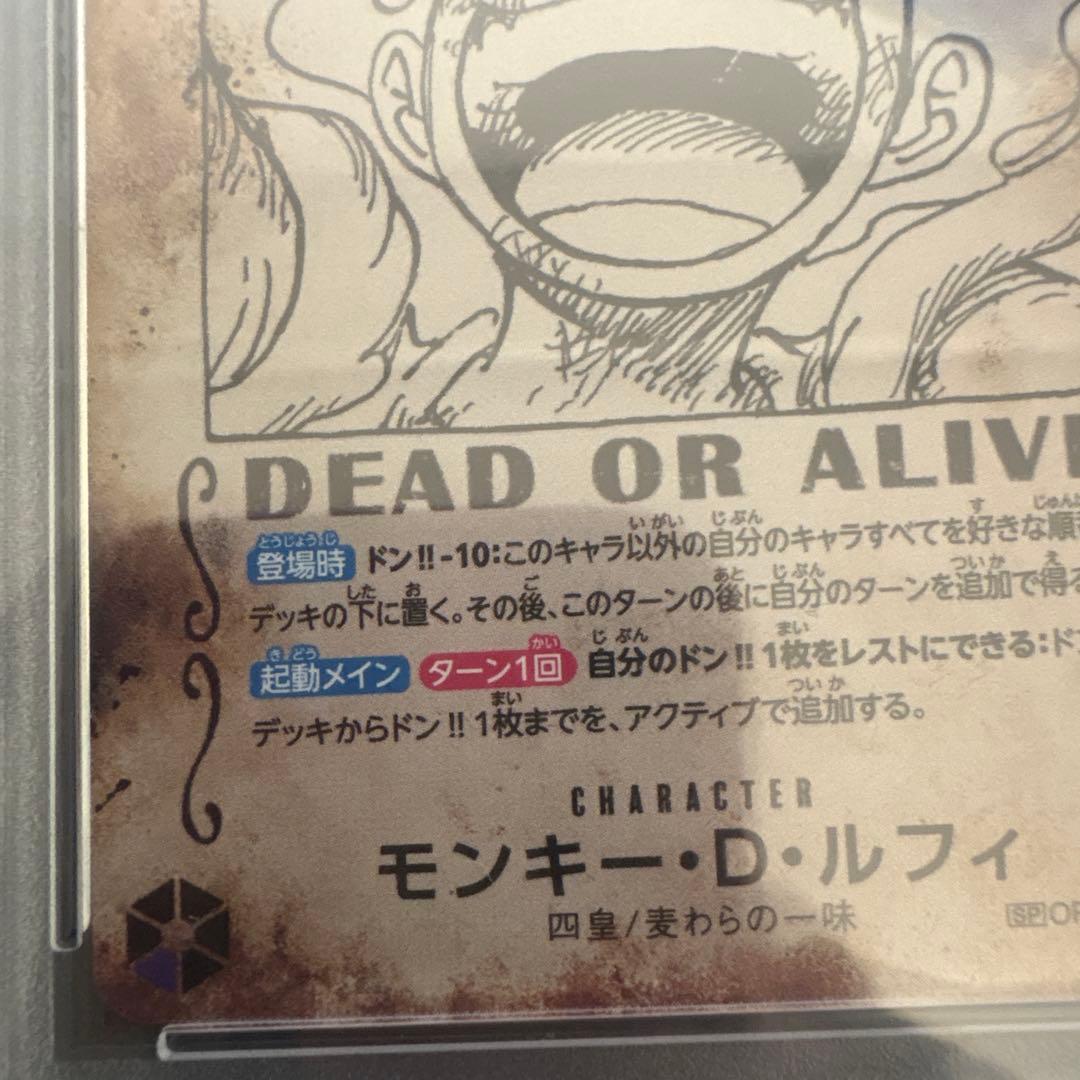 DEAD OR ALIVE
登場時 ドン!!-10:このキャラ以外の自分のキャラすべてを好きな順
デッキの下に置く。その後、このターンの後に自分のターンを追加で得る
起動メイン ターン1回 自分のドン!!1枚をレストにできる:ド
デッキからドン!!1枚までを、アクティブで追加する。
CHARACTER
モンキー・D・ルフィ
四皇/麦わらの一味
SP OP